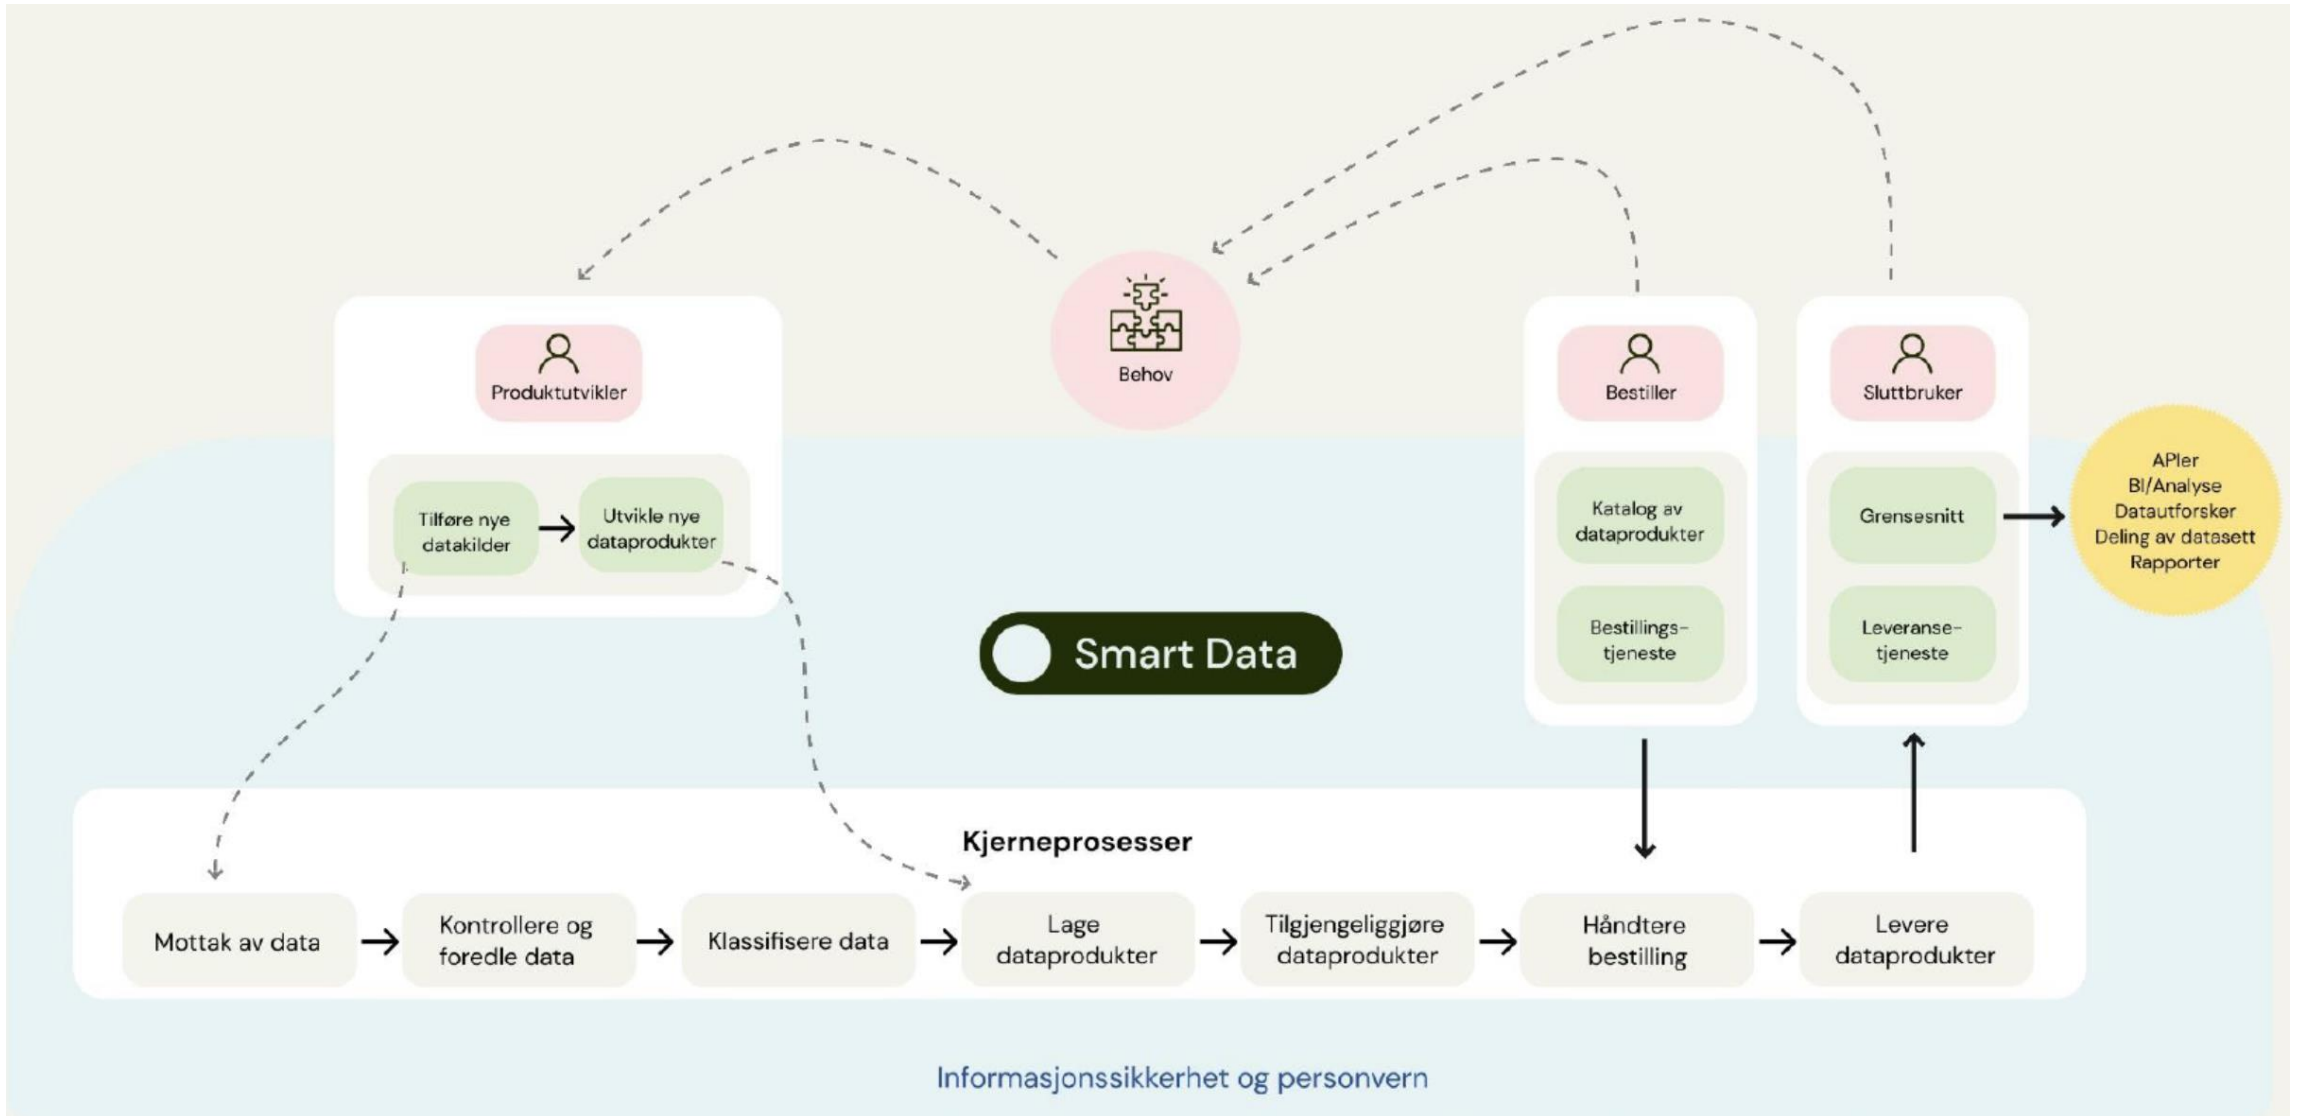 Behov
Produktutvikler
Tilføre nye
datakilder
Utvikle nye
dataprodukter
Bestiller
Katalog av
dataprodukter
Bestillings-
tjeneste
Sluttbruker
Grensesnitt
Leveranse-
tjeneste
APIer
BI/Analyse
Datautforsker
Deling av datasett
Rapporter
Smart Data
Kjerneprosesser
Mottak av data
Kontrollere og
foredle data
Klassifisere data
Lage
dataprodukter
Tilgjengeliggjøre
dataprodukter
Håndtere
bestilling
Levere
dataprodukter
Informasjonssikkerhet og personvern